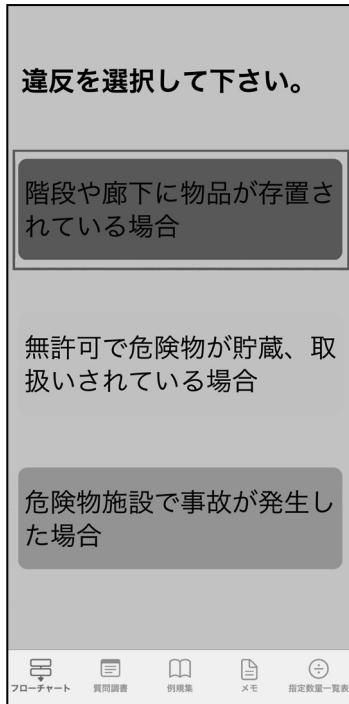 違反を選択して下さい。
階段や廊下に物品が存置さ
れている場合
無許可で危険物が貯蔵、取
扱いされている場合
危険物施設で事故が発生し
た場合
フローチャート 質問調書 例規集 メモ 指定数量一覧表